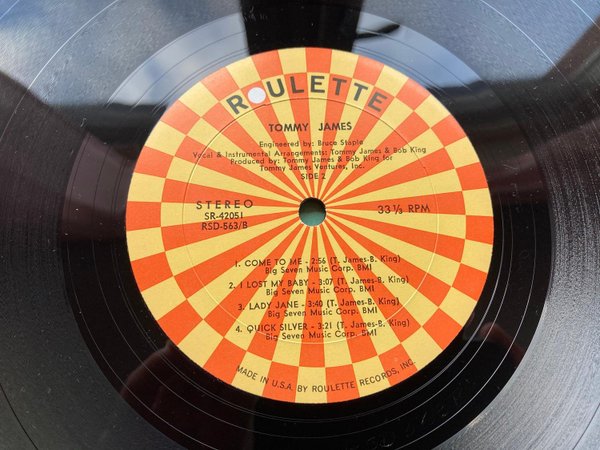 ROULETTE
TOMMY JAMES
Engineered by: Bruce Staple
Vocal & Instrumental Arrangements: Tommy James & Bob King
Produced by: Tommy James & Bob King for
Tommy James Ventures, Inc.
SIDE 2
STEREO
SR-42051
RSD-563/B
33⅓ RPM
1. COME TO ME - 2:56 (T. James-B. King)
Big Seven Music Corp. BMI
2. I LOST MY BABY - 3:07 (T. James-B. King)
Big Seven Music Corp. BMI
3. LADY JANE - 3:40 (T. James-B. King)
Big Seven Music Corp. BMI
4. QUICK SILVER - 3:21 (T. James-B. King)
Big Seven Music Corp. BMI
MADE IN U.S.A. BY ROULETTE RECORDS, INC.